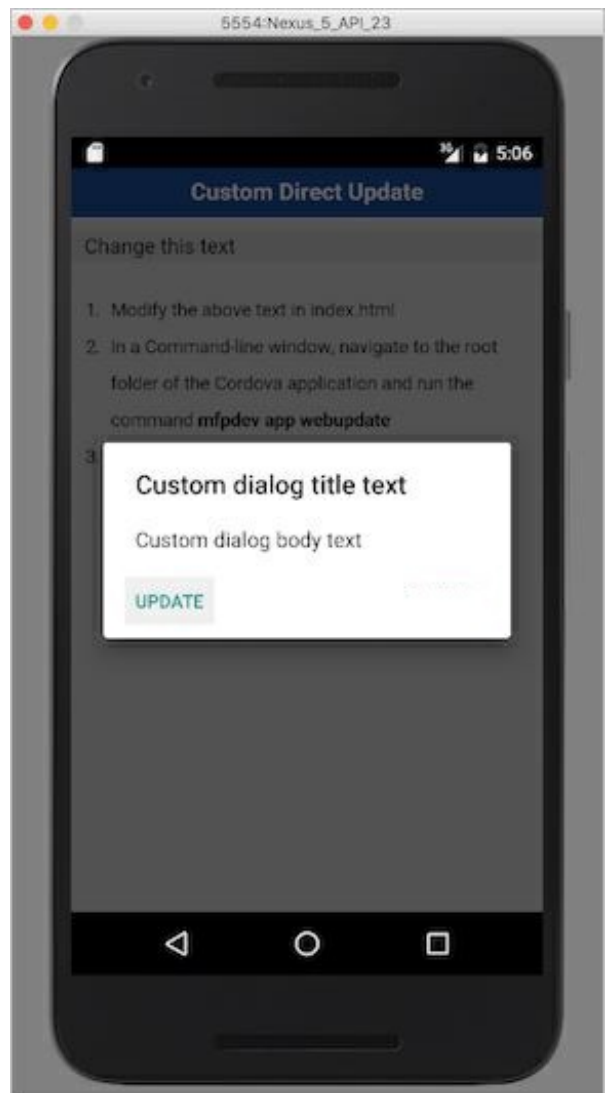 5554:Nexus_5_API_23
5:06
Custom Direct Update
Change this text
1. Modify the above text in index.html
2. In a Command-line window, navigate to the root
folder of the Cordova application and run the
command mfpdev app webupdate
3.
Custom dialog title text
Custom dialog body text
UPDATE